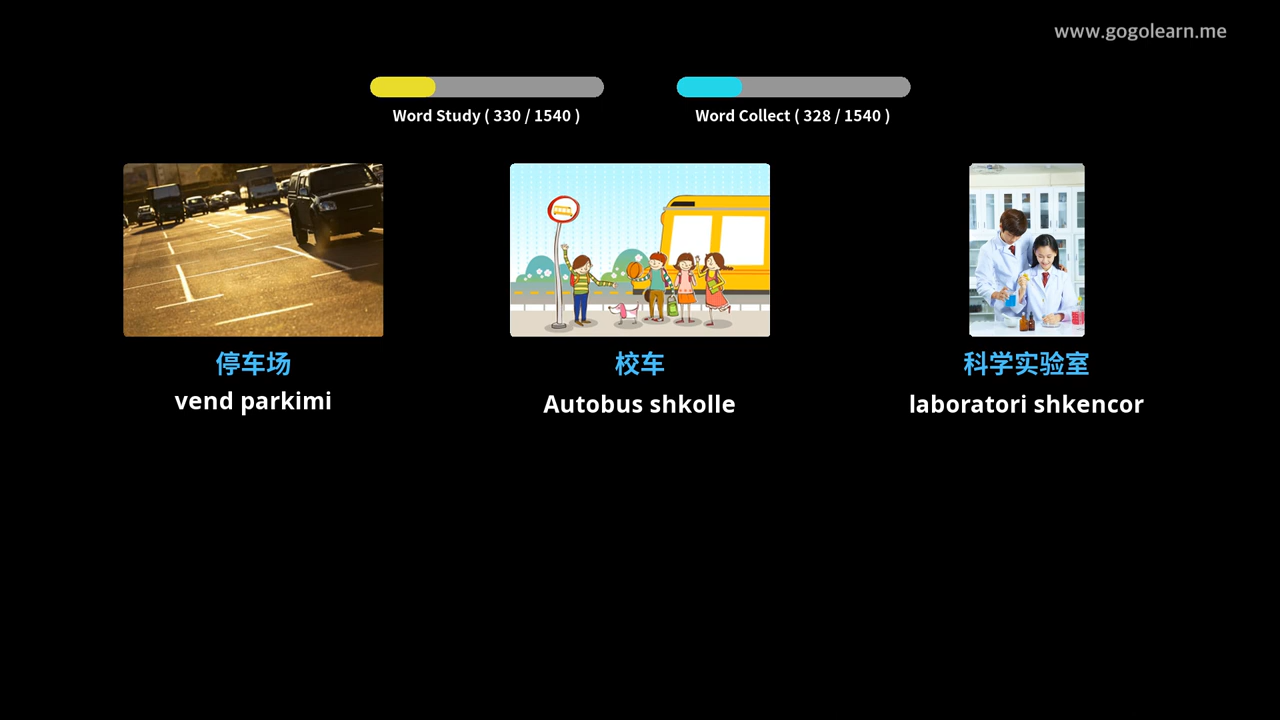 www.gogolearn.me
Word Study ( 330 / 1540 )
Word Collect ( 328 / 1540 )
停车场
校车
科学实验室
vend parkimi
Autobus shkolle
laboratori shkencor